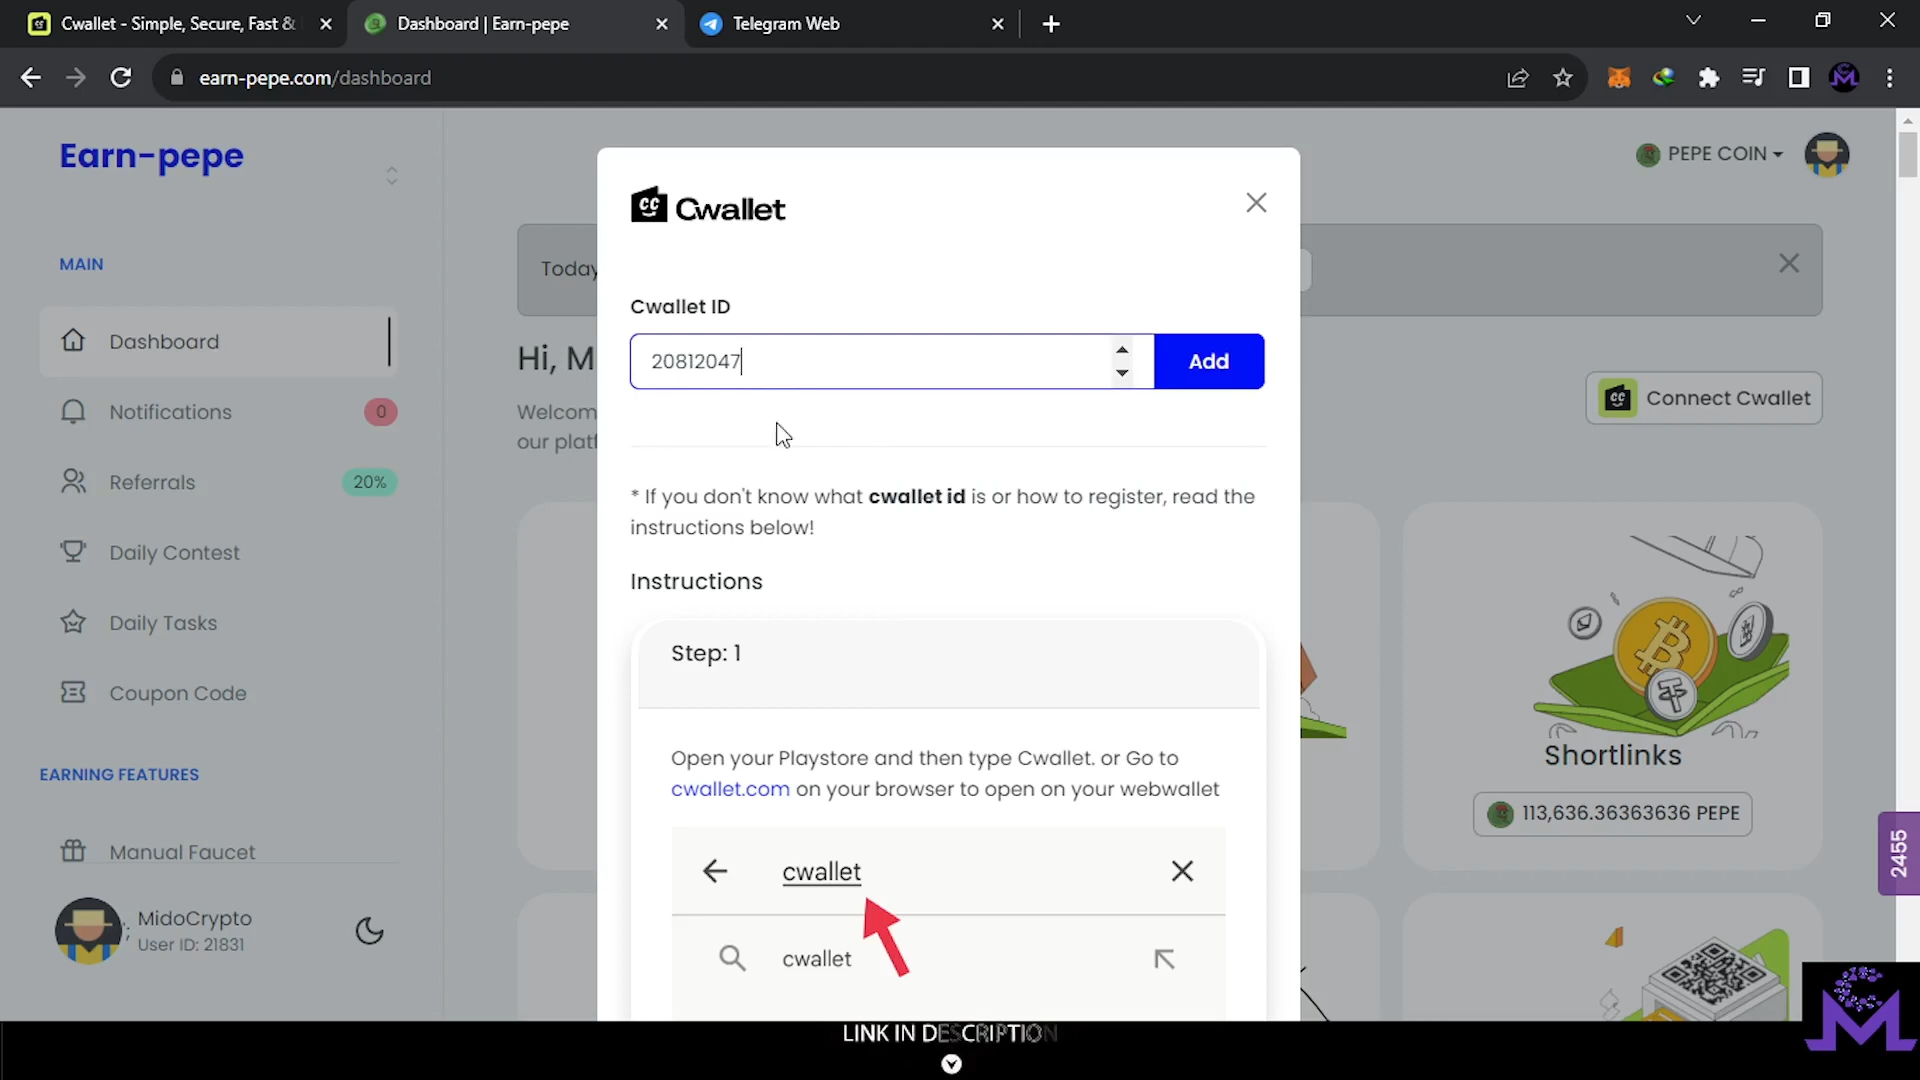 Cwallet - Simple, Secure, Fast &
Dashboard | Earn-pepe
Telegram Web
earn-pepe.com/dashboard
Earn-pepe
PEPE COIN
MAIN
Dashboard
Notifications
0
Referrals
20%
Daily Contest
Daily Tasks
Coupon Code
EARNING FEATURES
Manual Faucet
MidoCrypto
User ID: 21831
Today
Hi, M
Welcom
our platf
Connect Cwallet
Cwallet
Cwallet ID
20812047
Add
* If you don't know what cwallet id is or how to register, read the
instructions below!
Instructions
Step: 1
Open your Playstore and then type Cwallet. or Go to
cwallet.com on your browser to open on your webwallet
cwallet
cwallet
Shortlinks
113,636.36363636 PEPE
2455
LINK IN DESCRIPTION